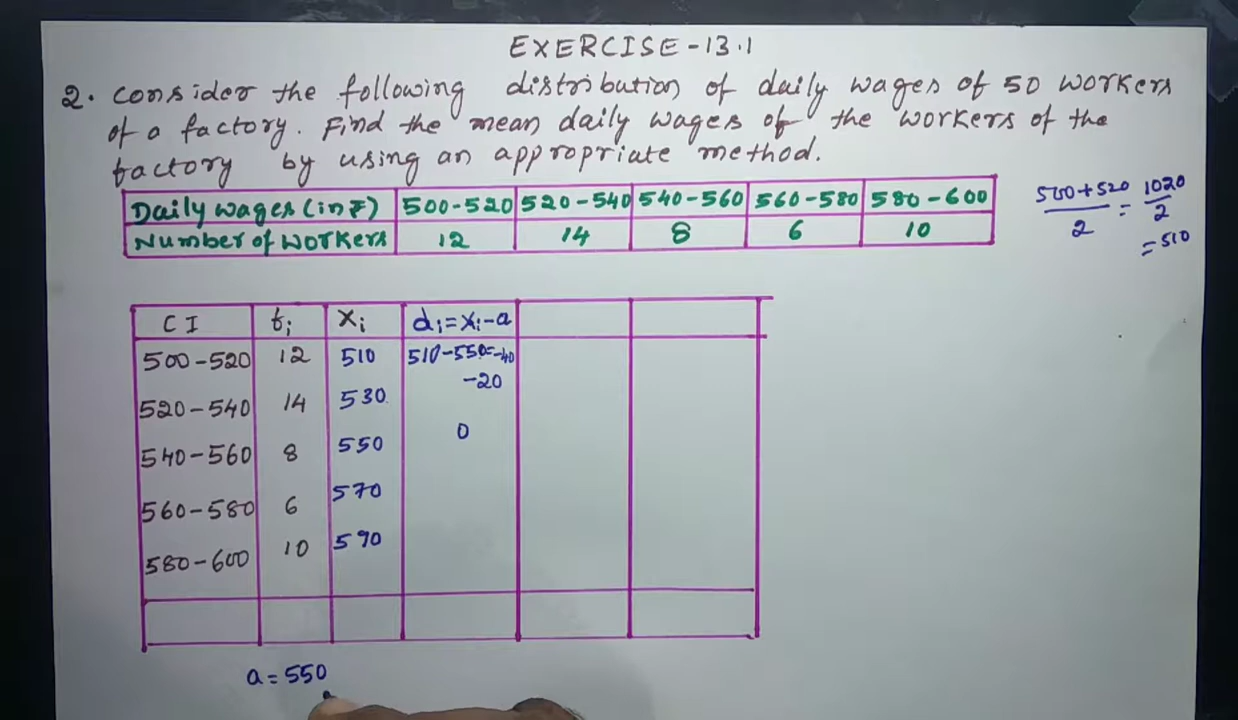 EXERCISE-13.1
2. consider the following distribution of daily wages of 50 workers
of a factory. Find the mean daily wages of the workers of the
factory by using an appropriate method.
Daily wages (in ₹) 500-520 520-540 540-560 560-580 580-600
Number of workers 12 14 8 6 10
500+520/2 = 1020/2
=510
CI fi xi di=xi-a
500-520 12 510 510-550=-40
-20
520-540 14 530
540-560 8 550 0
560-580 6 570
580-600 10 590
a=550